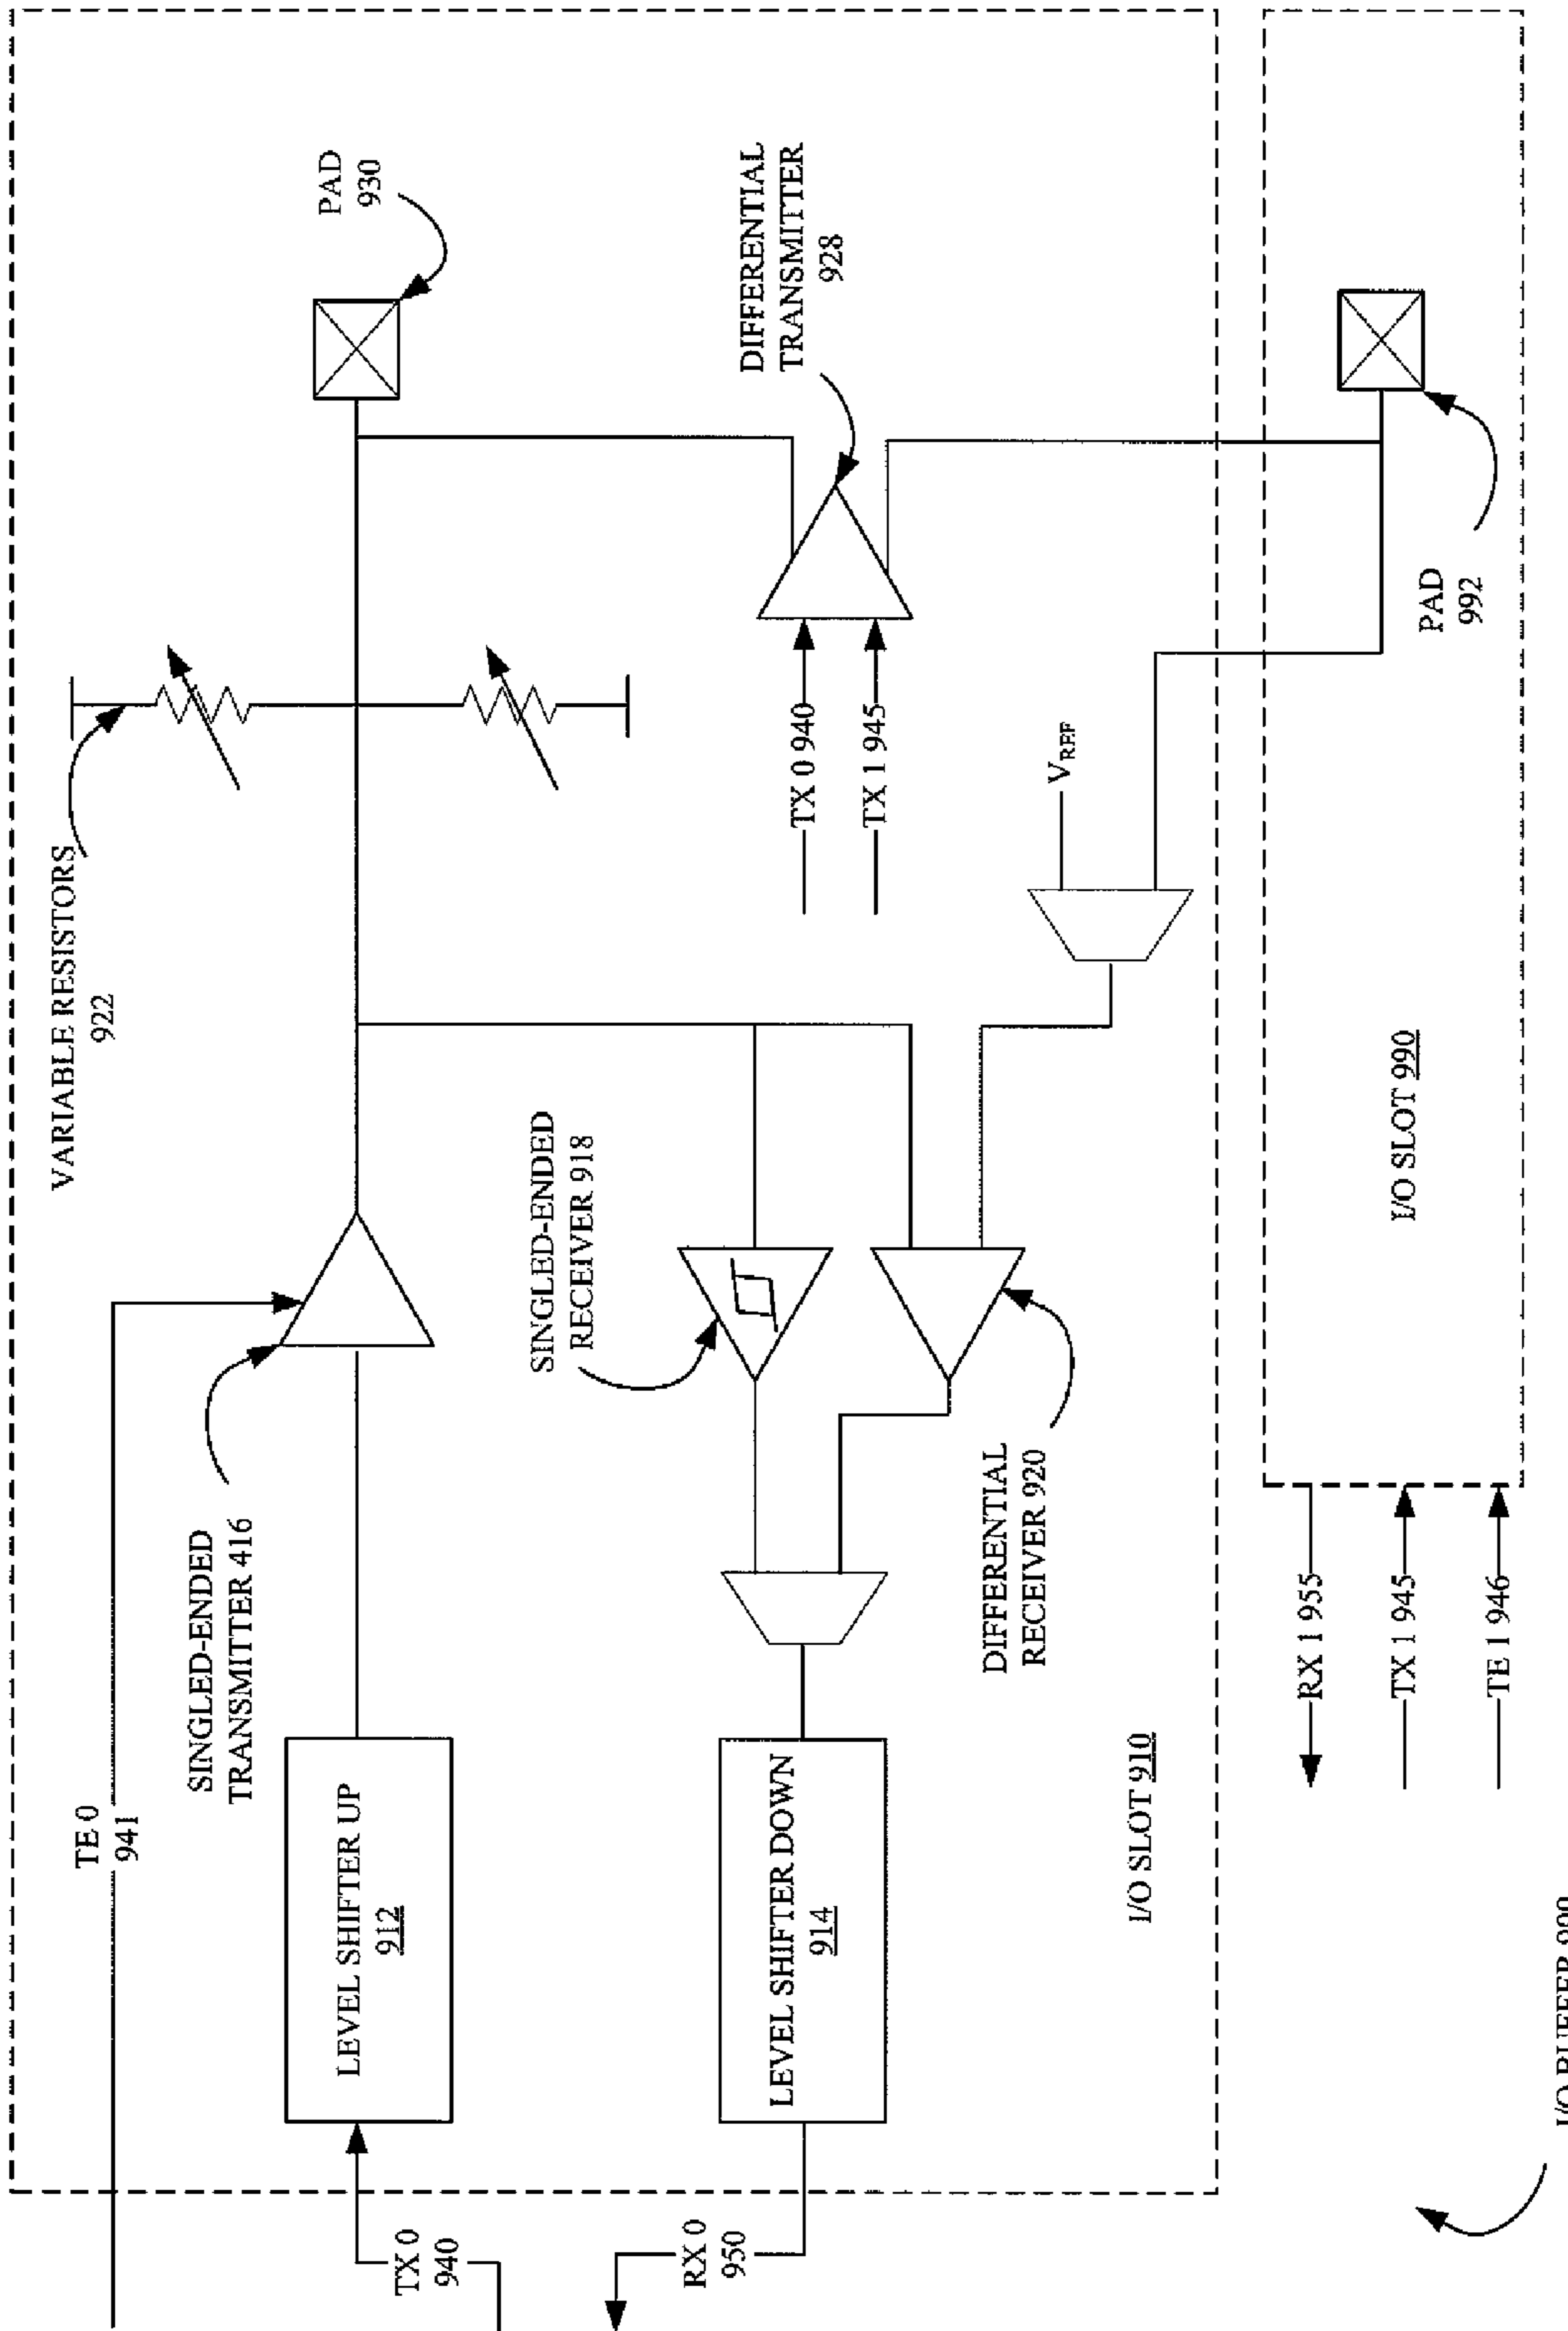 TE 0
941
VARIABLE RESISTORS
922
PAD
930
SINGLED-ENDED
TRANSMITTER 416
TX 0
940
LEVEL SHIFTER UP
912
SINGLED-ENDED
RECEIVER 918
DIFFERENTIAL
TRANSMITTER
928
TX 0 940
TX 1 945
RX 0
950
LEVEL SHIFTER DOWN
914
DIFFERENTIAL
RECEIVER 920
VREF
I/O SLOT 910
RX 1 955
TX 1 945
TE 1 946
I/O SLOT 990
PAD
992
I/O BUFFER